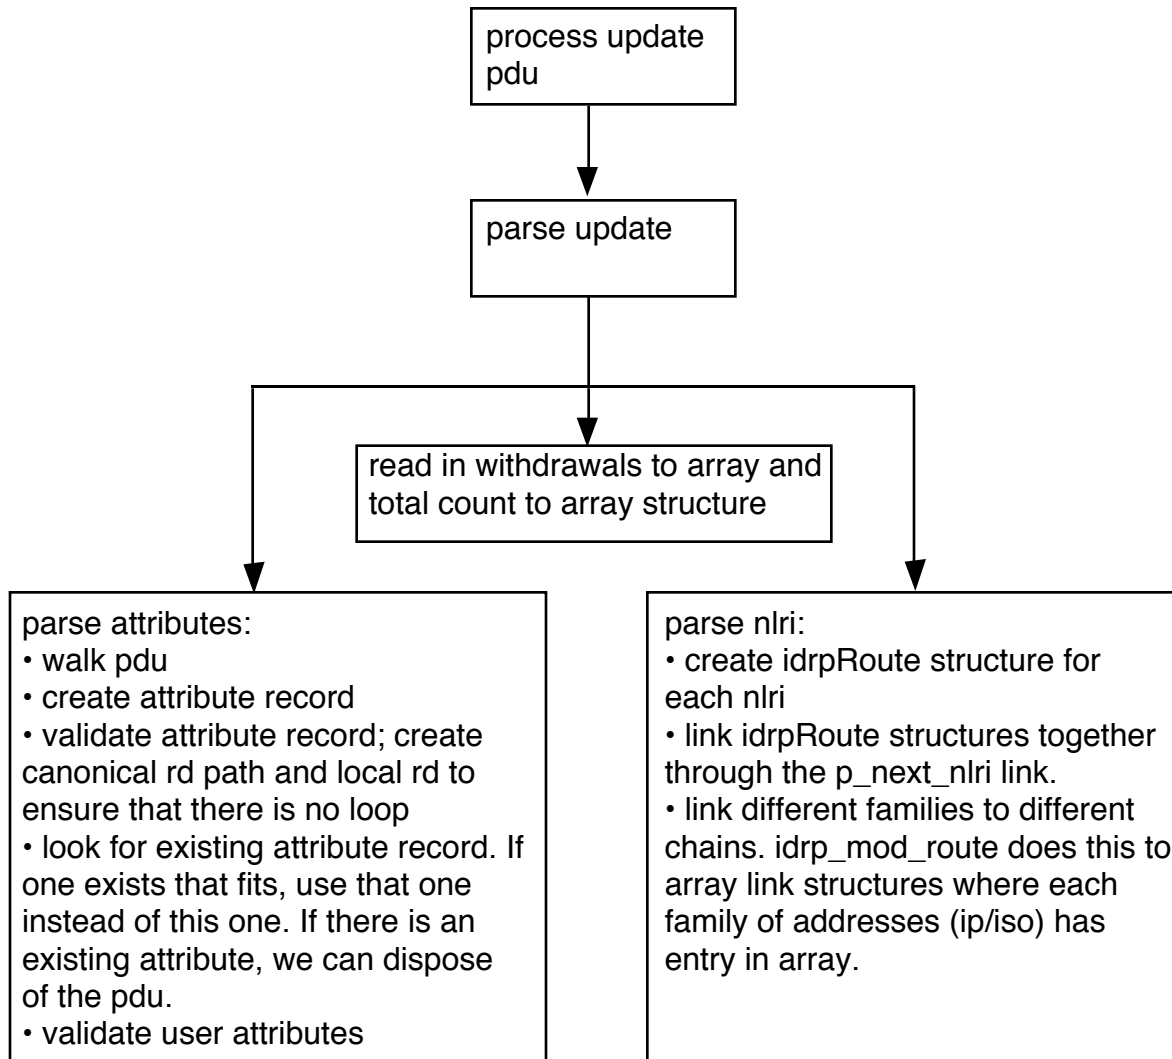 process update
pdu
parse update
read in withdrawals to array and
total count to array structure
parse attributes:
• walk pdu
• create attribute record
• validate attribute record; create
canonical rd path and local rd to
ensure that there is no loop
• look for existing attribute record. If
one exists that fits, use that one
instead of this one. If there is an
existing attribute, we can dispose
of the pdu.
• validate user attributes
parse nlri:
• create idrpRoute structure for
each nlri
• link idrpRoute structures together
through the p_next_nlri link.
• link different families to different
chains. idrp_mod_route does this to
array link structures where each
family of addresses (ip/iso) has
entry in array.